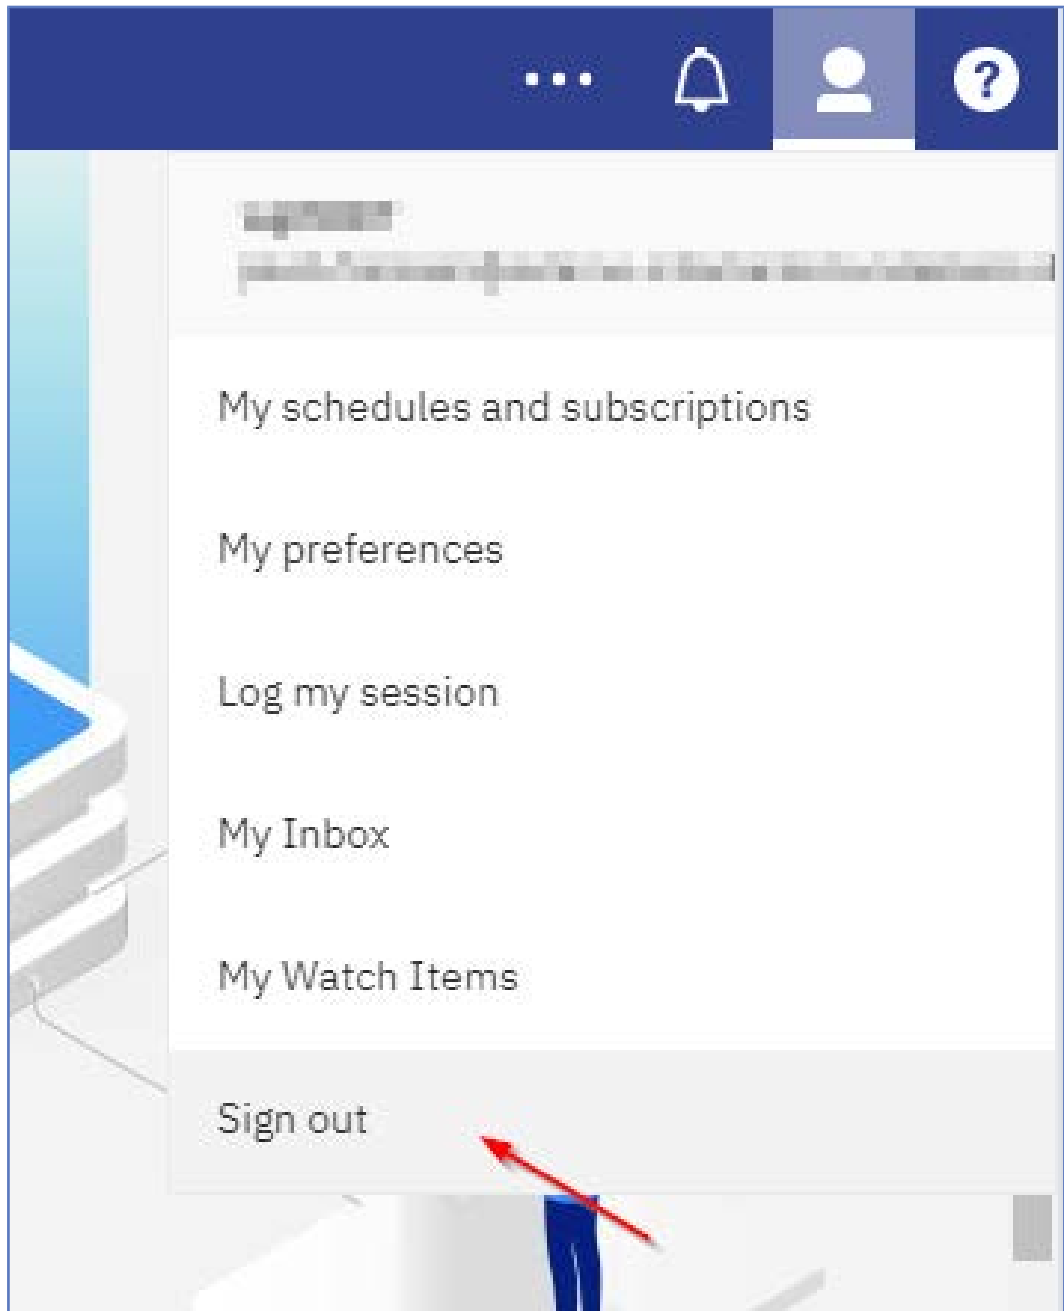 ?
My schedules and subscriptions
My preferences
Log my session
My Inbox
My Watch Items
Sign out